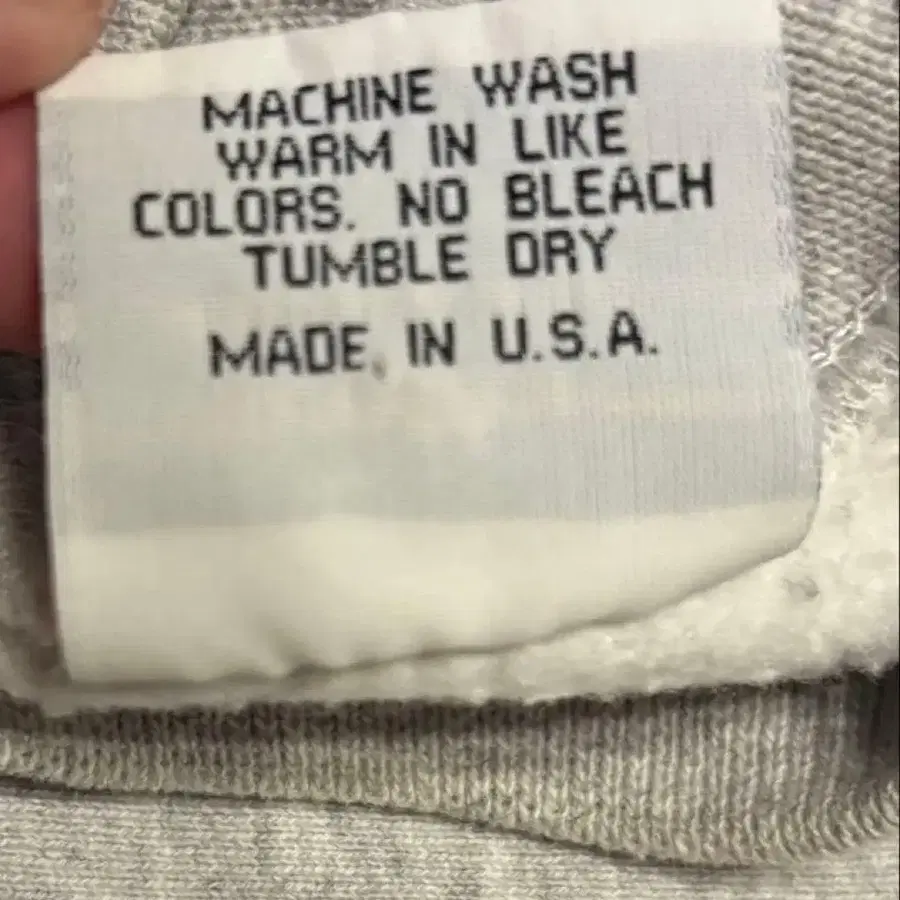 MACHINE WASH
WARM IN LIKE
COLORS. NO BLEACH
TUMBLE DRY
MADE IN U.S.A.